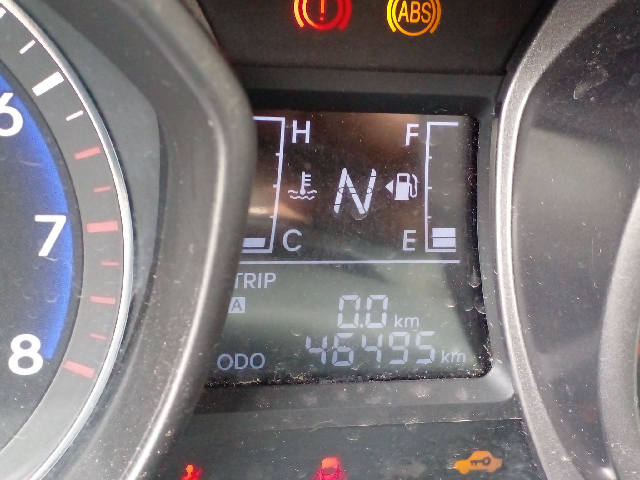 ABS
6
7
8
H F
N
C E
TRIP
A
0.0 km
ODO 46495 km